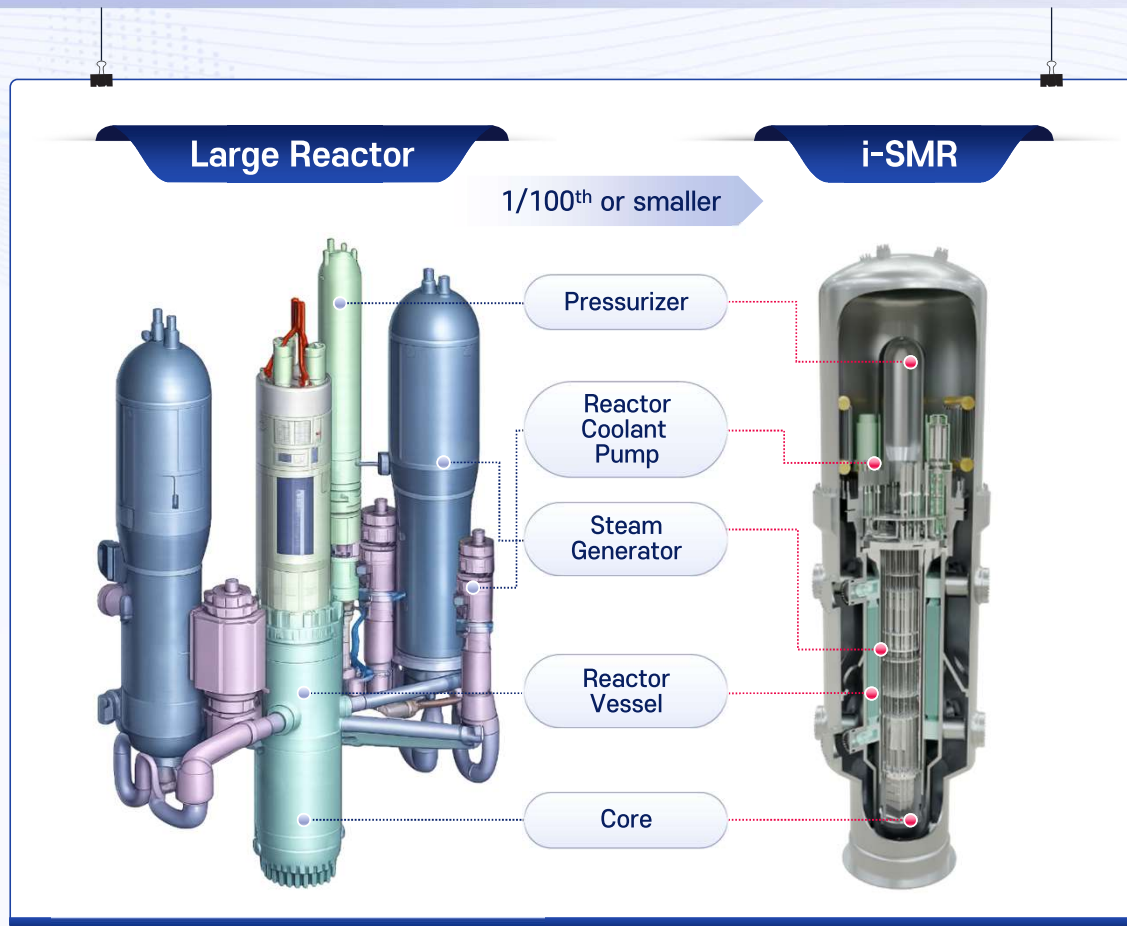 Large Reactor
i-SMR
1/100th or smaller
Pressurizer
Reactor
Coolant
Pump
Steam
Generator
Reactor
Vessel
Core